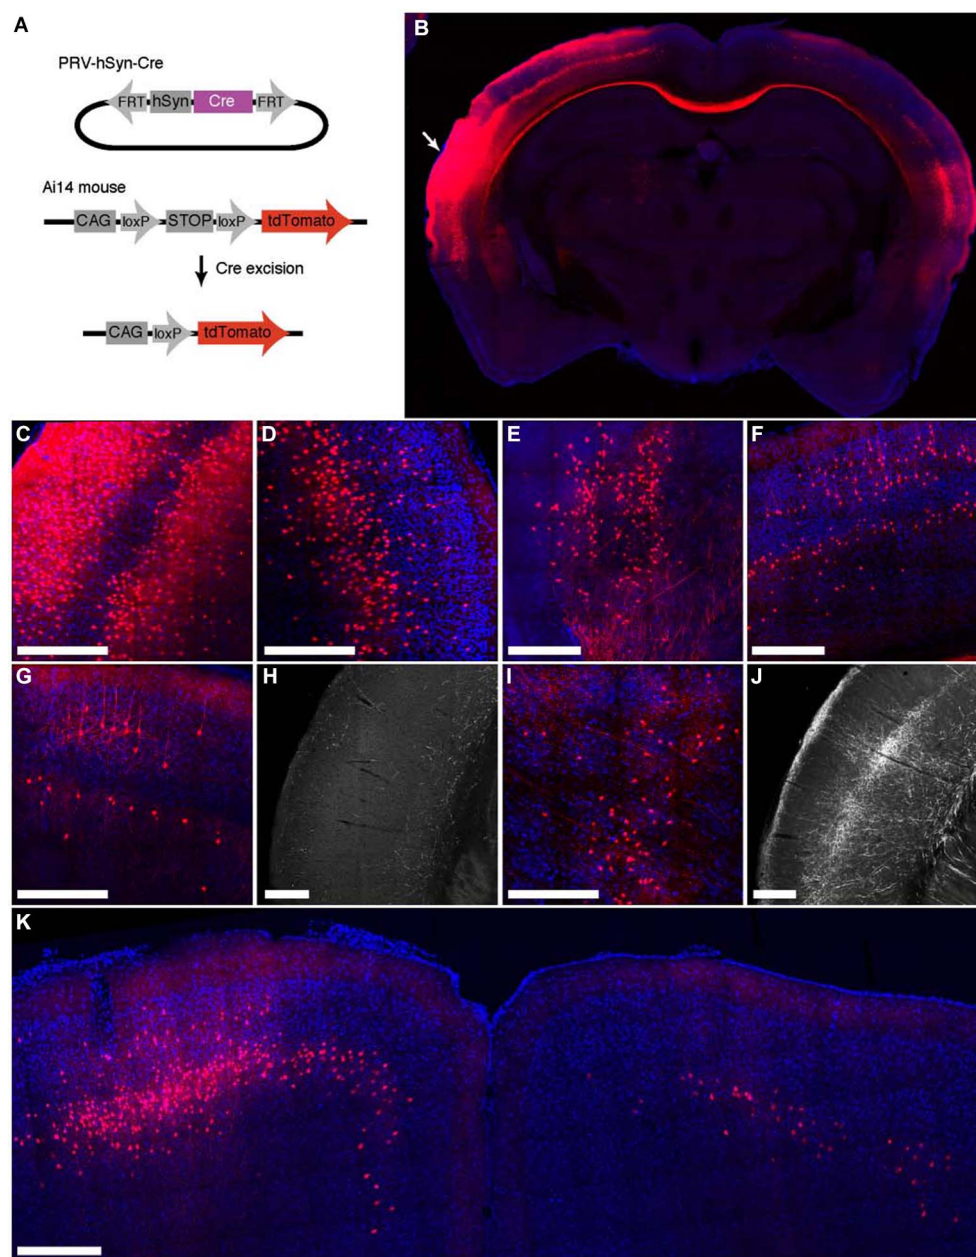 A
PRV-hSyn-Cre
FRT hSyn Cre FRT
Ai14 mouse
CAG loxP STOP loxP tdTomato
Cre excision
CAG loxP tdTomato
B
C
D
E
F
G
H
I
J
K